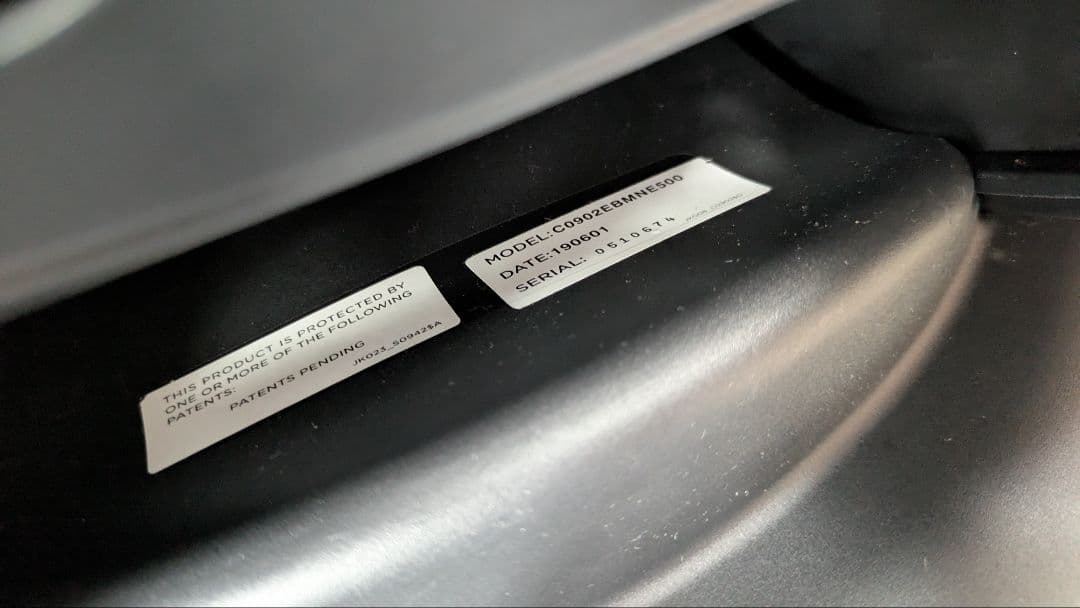 THIS PRODUCT IS PROTECTED BY
ONE OR MORE OF THE FOLLOWING
PATENTS:
PATENTS PENDING
JK023_S0942$A
MODEL:C0902EBMNE500
DATE:190601
SERIAL: 0510674